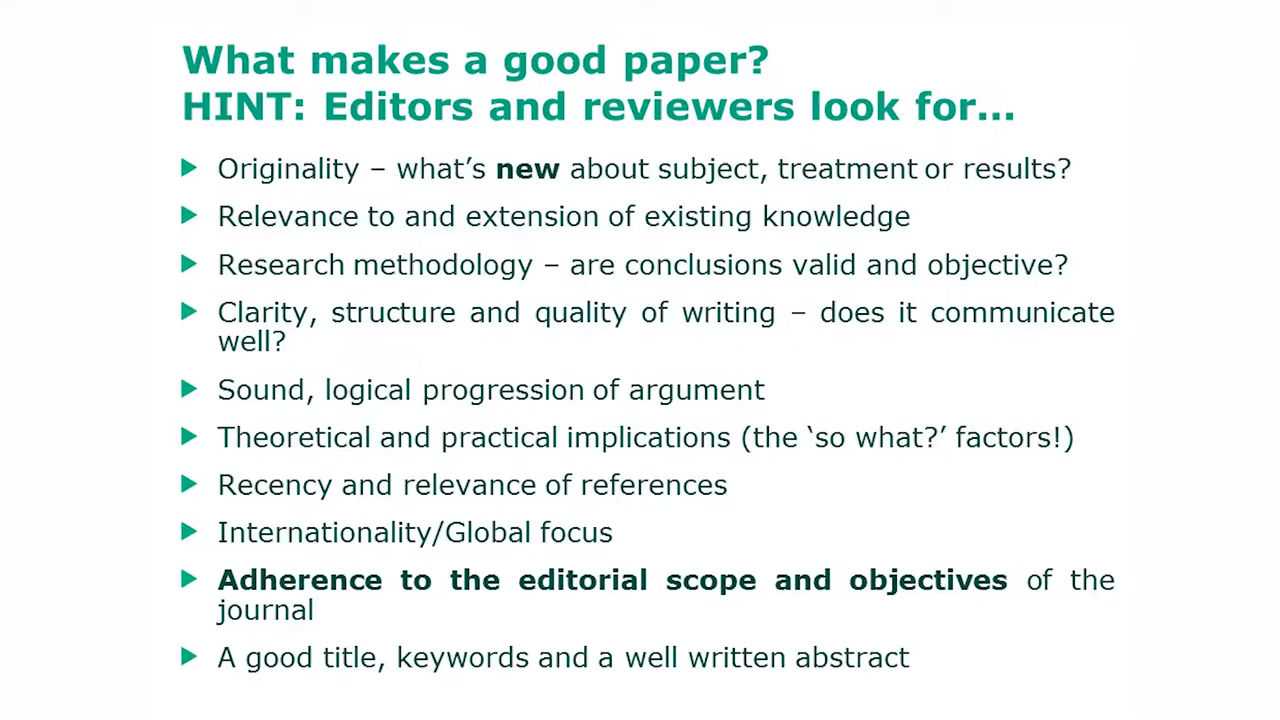 What makes a good paper?
HINT: Editors and reviewers look for...
Originality – what's new about subject, treatment or results?
Relevance to and extension of existing knowledge
Research methodology – are conclusions valid and objective?
Clarity, structure and quality of writing – does it communicate
well?
Sound, logical progression of argument
Theoretical and practical implications (the ‘so what?’ factors!)
Recency and relevance of references
Internationality/Global focus
Adherence to the editorial scope and objectives of the
journal
A good title, keywords and a well written abstract